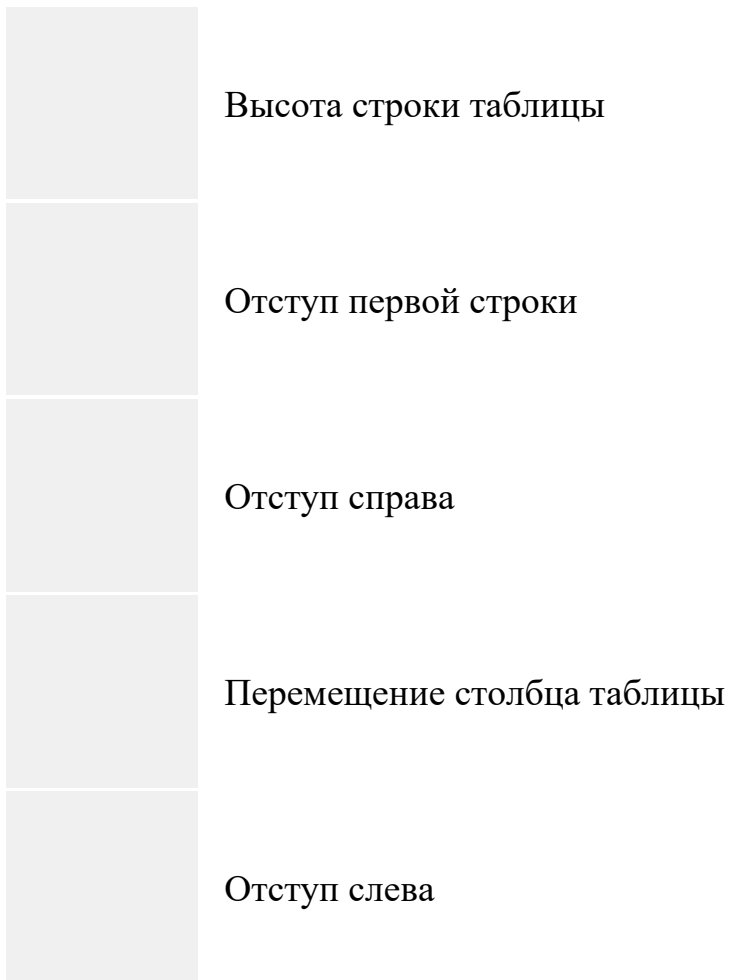 Высота строки таблицы
Отступ первой строки
Отступ справа
Перемещение столбца таблицы
Отступ слева